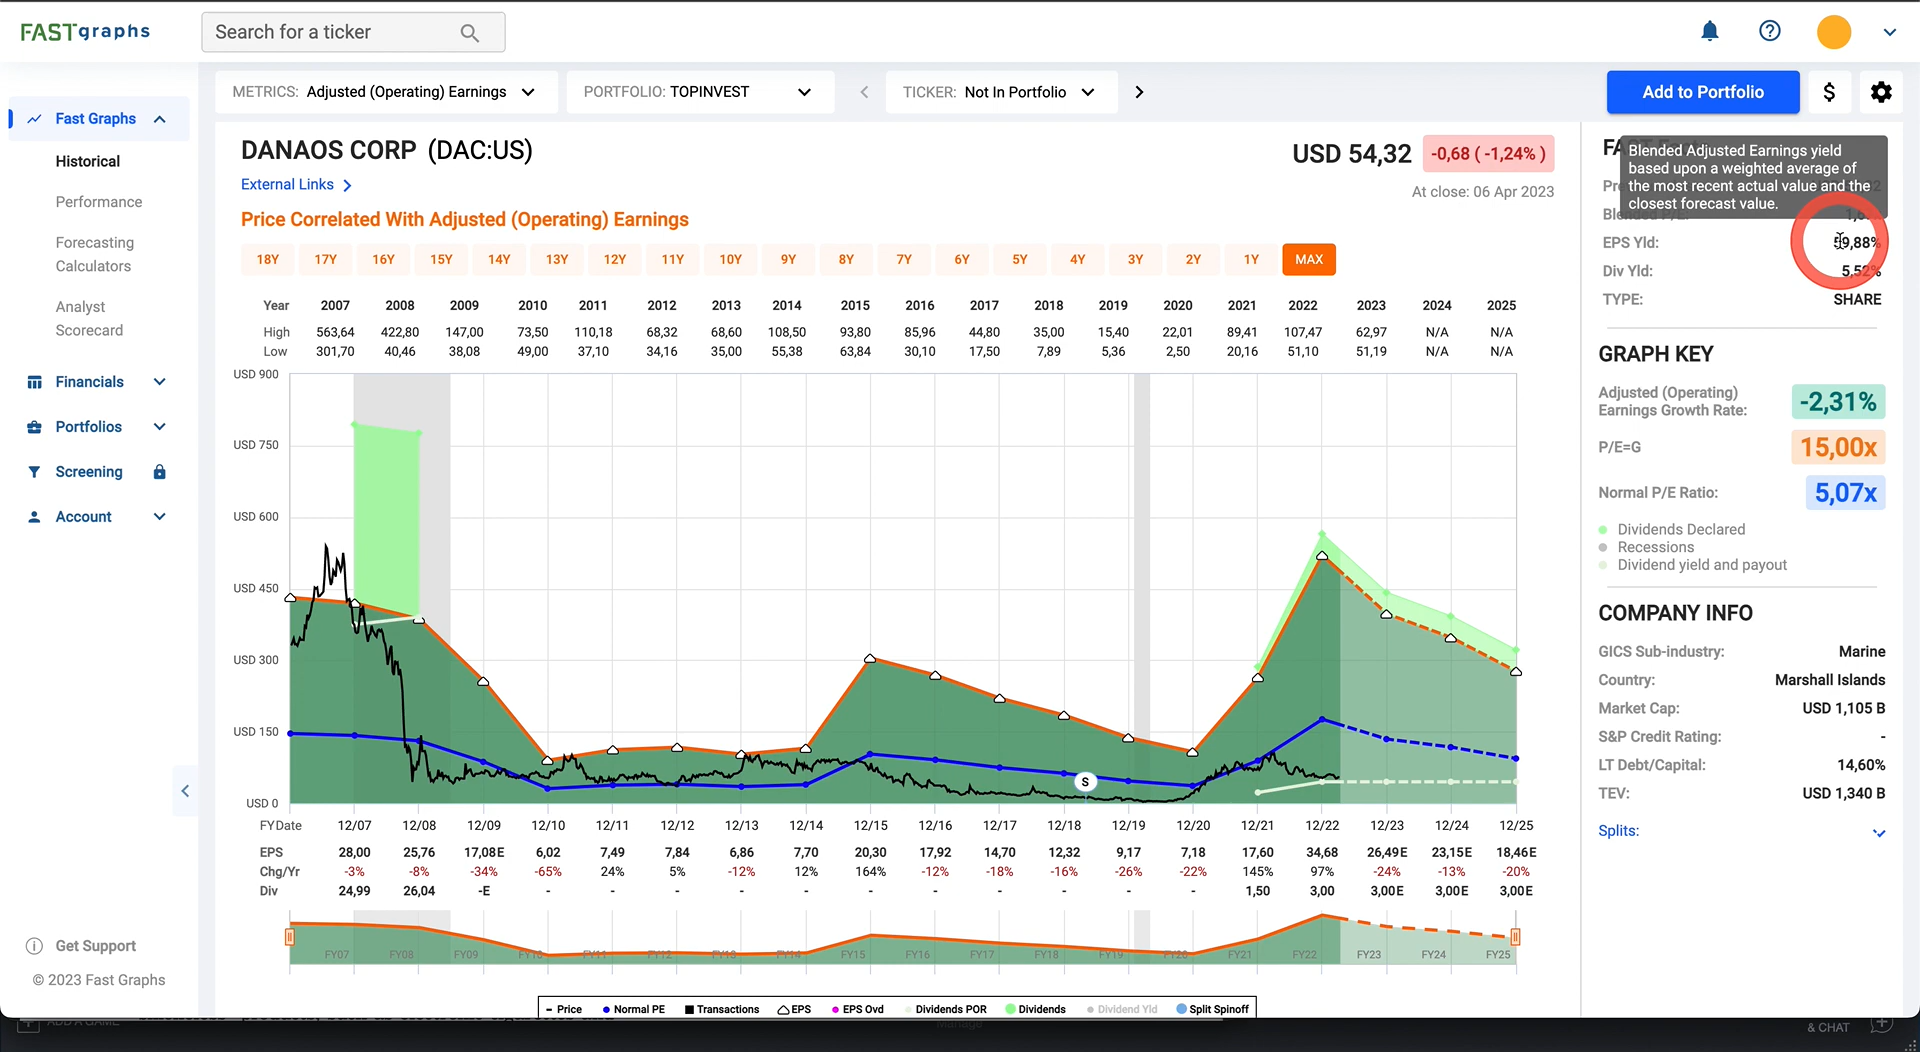 FASTgraphs
Search for a ticker
METRICS: Adjusted (Operating) Earnings
PORTFOLIO: TOPINVEST
TICKER: Not In Portfolio
Add to Portfolio
$
Fast Graphs
Historical
Performance
Forecasting
Calculators
Analyst
Scorecard
Financials
Portfolios
Screening
Account
Get Support
© 2023 Fast Graphs
DANAOS CORP (DAC:US)
USD 54,32 -0,68 ( -1,24% )
External Links
At close: 06 Apr 2023
Price Correlated With Adjusted (Operating) Earnings
18Y 17Y 16Y 15Y 14Y 13Y 12Y 11Y 10Y 9Y 8Y 7Y 6Y 5Y 4Y 3Y 2Y 1Y MAX
Year 2007 2008 2009 2010 2011 2012 2013 2014 2015 2016 2017 2018 2019 2020 2021 2022 2023 2024 2025
High 563,64 422,80 147,00 73,50 110,18 68,32 68,60 108,50 93,80 85,96 44,80 35,00 15,40 22,01 89,41 107,47 62,97 N/A N/A
Low 301,70 40,46 38,08 49,00 37,10 34,16 35,00 55,38 63,84 30,10 17,50 7,89 5,36 2,50 20,16 51,10 51,19 N/A N/A
USD 900
USD 750
USD 600
USD 450
USD 300
USD 150
USD 0
S
FYDate 12/07 12/08 12/09 12/10 12/11 12/12 12/13 12/14 12/15 12/16 12/17 12/18 12/19 12/20 12/21 12/22 12/23 12/24 12/25
EPS 28,00 25,76 17,08E 6,02 7,49 7,84 6,86 7,70 20,30 17,92 14,70 12,32 9,17 7,18 17,60 34,68 26,49E 23,15E 18,46E
Chg/Yr -3% -8% -34% -65% 24% 5% -12% 12% 164% -12% -18% -16% -26% -22% 145% 97% -24% -13% -20%
Div 24,99 26,04 -E - - - - - - - - - - - 1,50 3,00 3,00E 3,00E 3,00E
FY07 FY08 FY09 FY10 FY11 FY12 FY13 FY14 FY15 FY16 FY17 FY18 FY19 FY20 FY21 FY22 FY23 FY24 FY25
Price Normal PE Transactions EPS EPS Ovd Dividends POR Dividends Dividend Yld Split Spinoff
Blended Adjusted Earnings yield
based upon a weighted average of
the most recent actual value and the
closest forecast value.
Blended P/E:
EPS Yld: 59,88%
Div Yld: 5,52%
TYPE: SHARE
GRAPH KEY
Adjusted (Operating)
Earnings Growth Rate: -2,31%
P/E=G 15,00x
Normal P/E Ratio: 5,07x
Dividends Declared
Recessions
Dividend yield and payout
COMPANY INFO
GICS Sub-industry: Marine
Country: Marshall Islands
Market Cap: USD 1,105 B
S&P Credit Rating: -
LT Debt/Capital: 14,60%
TEV: USD 1,340 B
Splits:
ADD A GAME
Manage
& CHAT